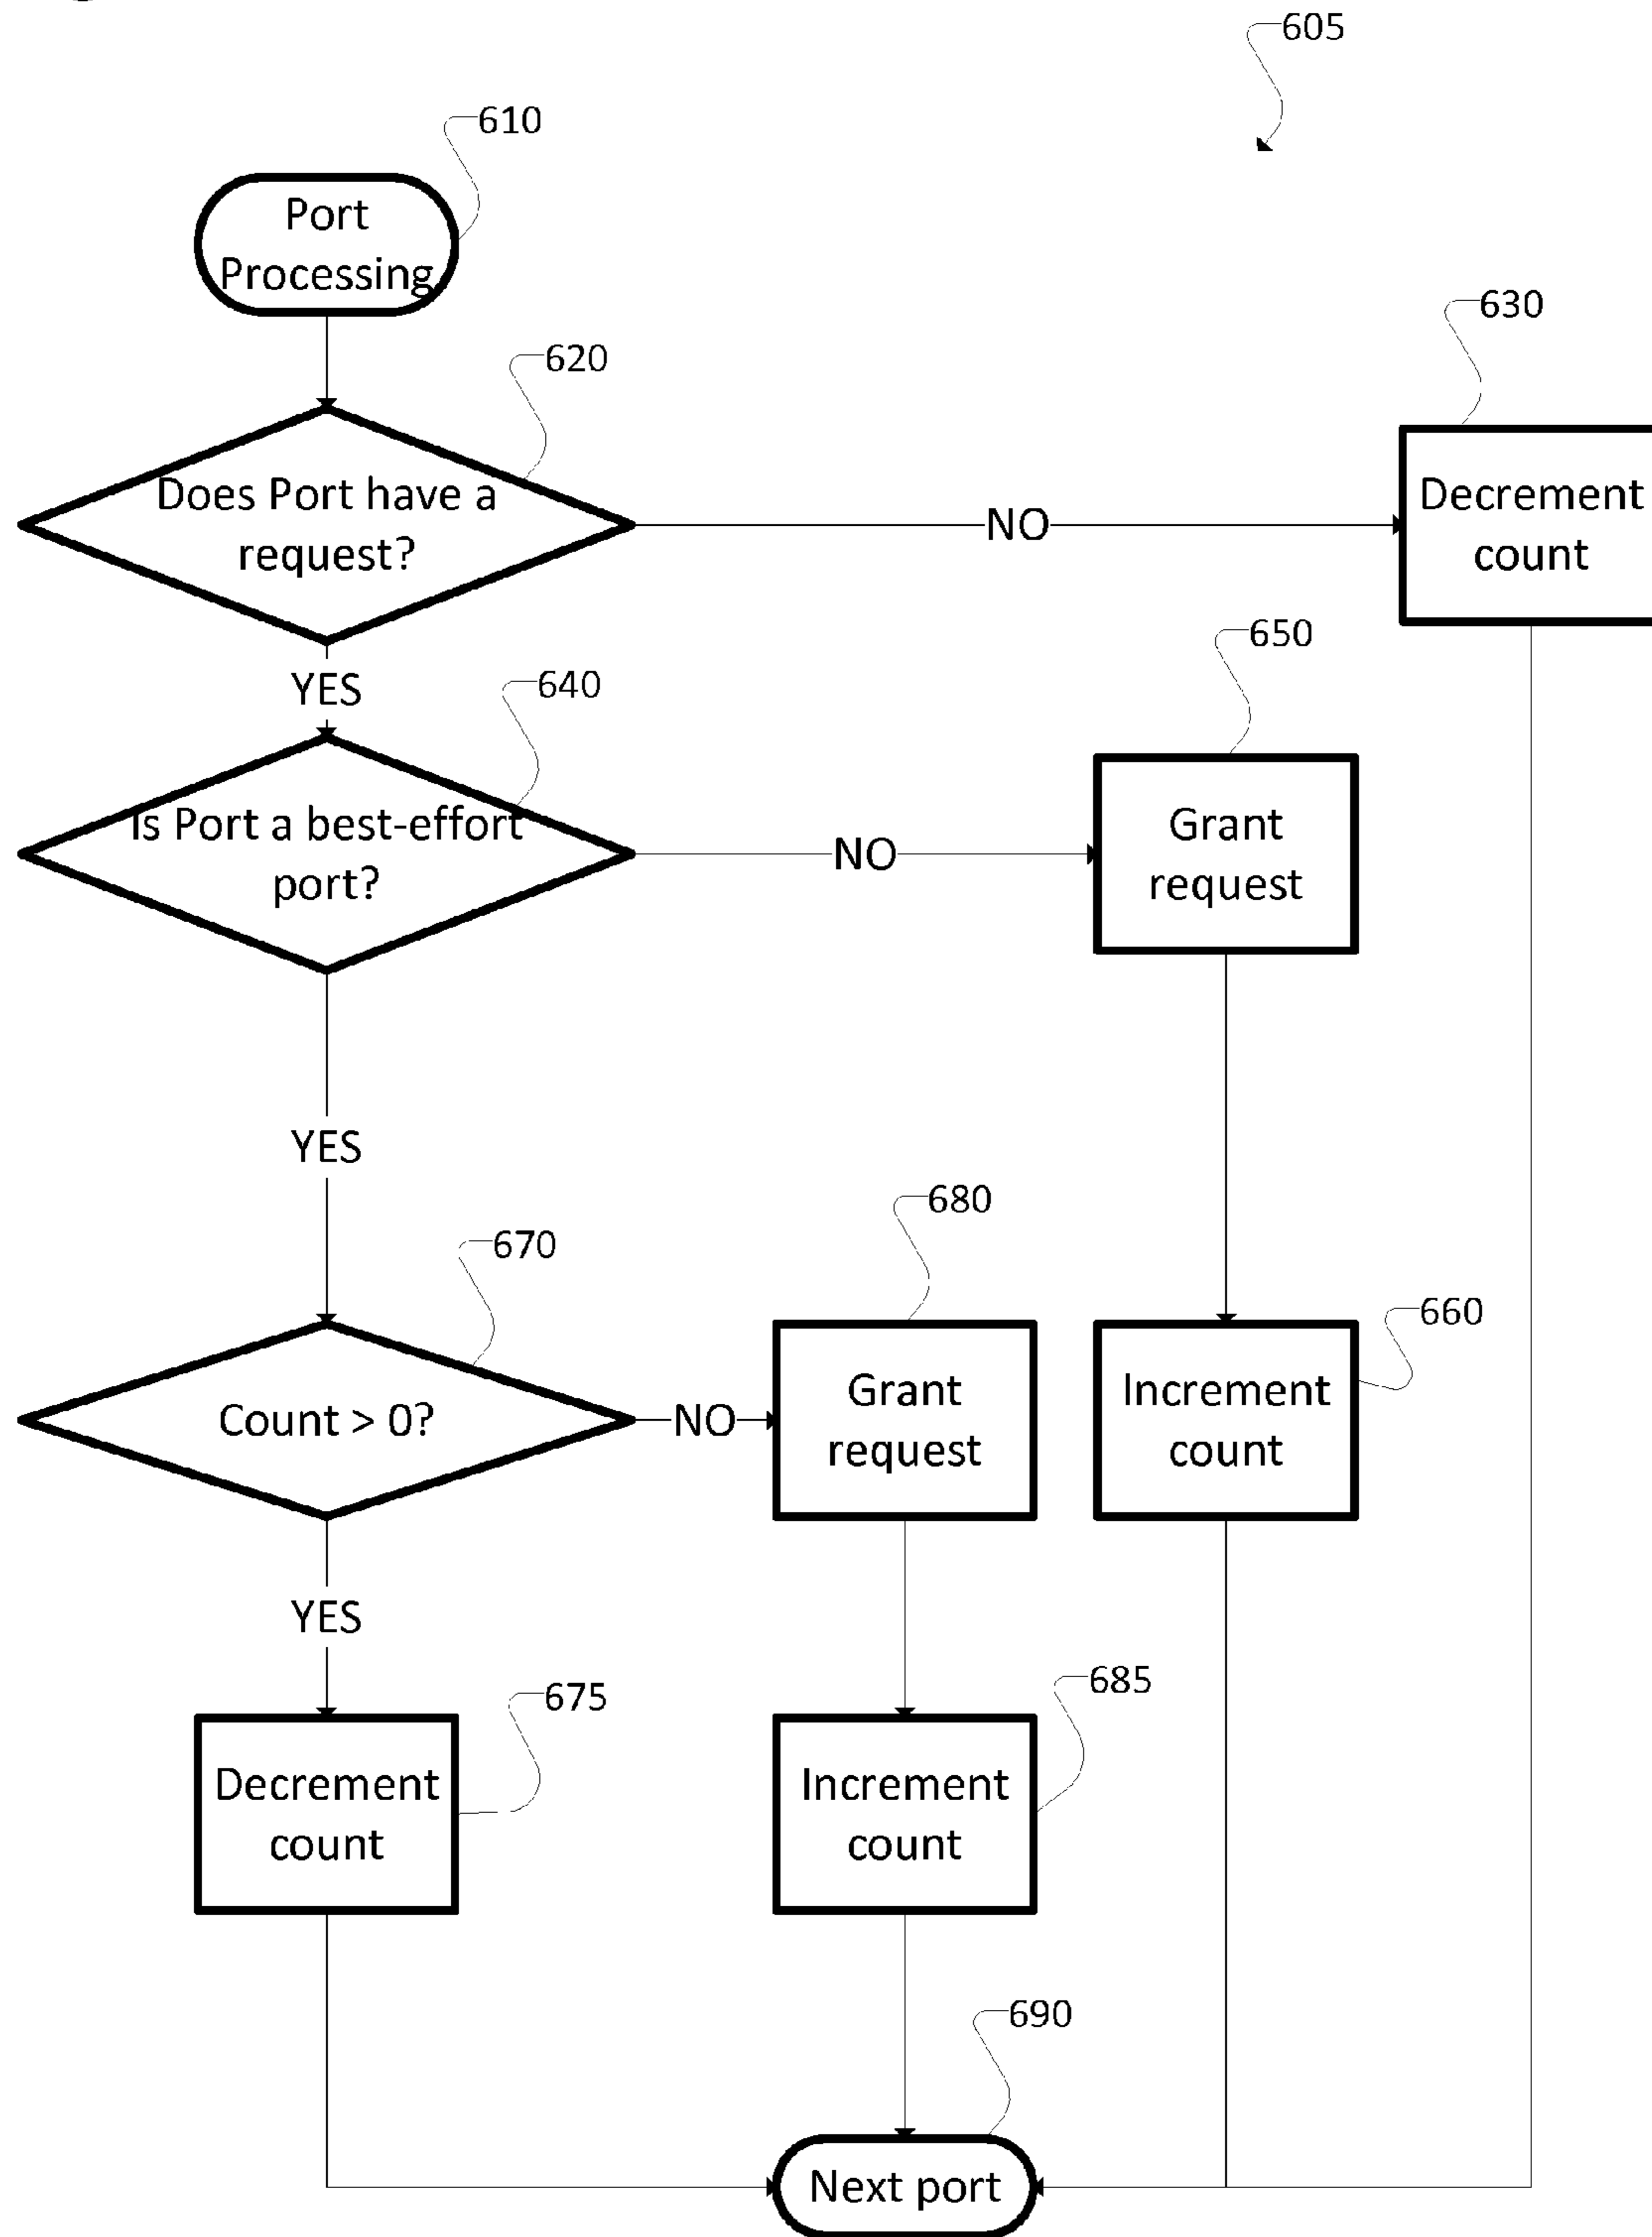 605
610
Port
Processing
630
620
Does Port have a
request?
NO
Decrement
count
650
YES
640
Is Port a best-effort
port?
NO
Grant
request
YES
680
670
660
Count > 0?
NO
Grant
request
Increment
count
YES
685
675
Decrement
count
Increment
count
690
Next port